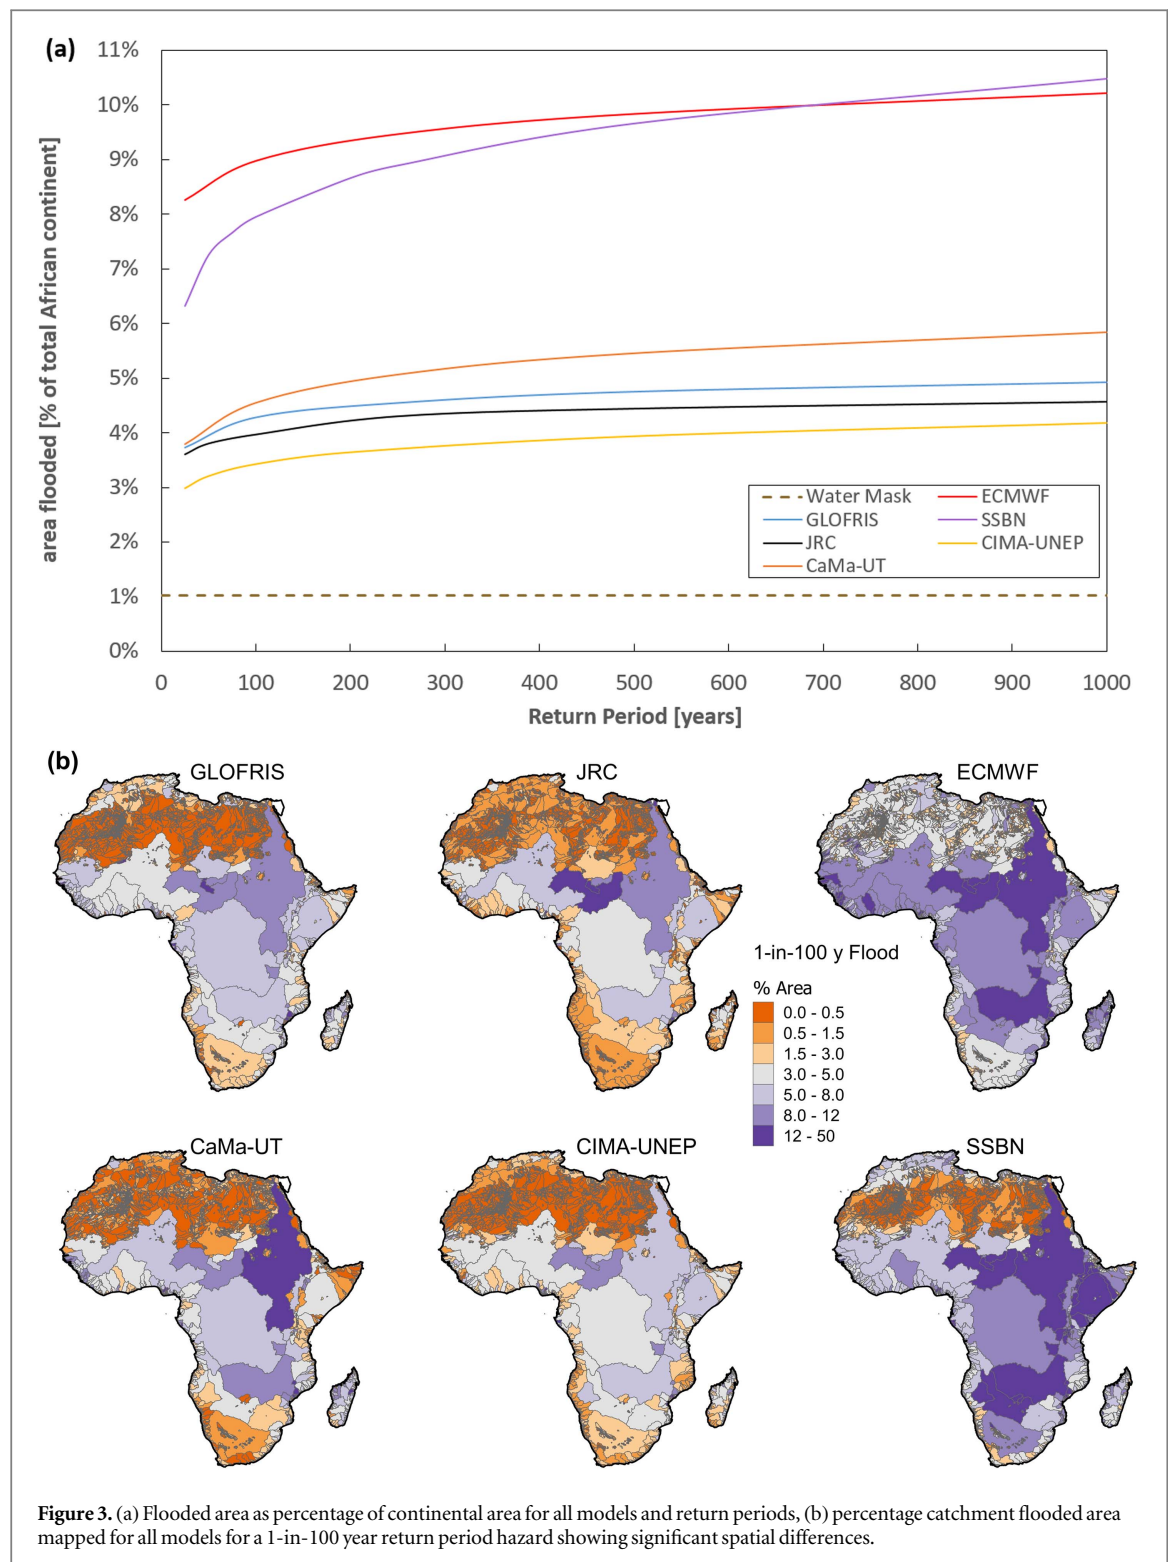 (a)
11%
10%
9%
8%
7%
6%
5%
4%
3%
2%
1%
0%
area flooded [% of total African continent]
0 100 200 300 400 500 600 700 800 900 1000
Return Period [years]
Water Mask ECMWF
GLOFRIS SSBN
JRC CIMA-UNEP
CaMa-UT
(b)
GLOFRIS JRC ECMWF
1-in-100 y Flood
% Area
0.0 - 0.5
0.5 - 1.5
1.5 - 3.0
3.0 - 5.0
5.0 - 8.0
8.0 - 12
12 - 50
CaMa-UT CIMA-UNEP SSBN
Figure 3. (a) Flooded area as percentage of continental area for all models and return periods, (b) percentage catchment flooded area
mapped for all models for a 1-in-100 year return period hazard showing significant spatial differences.